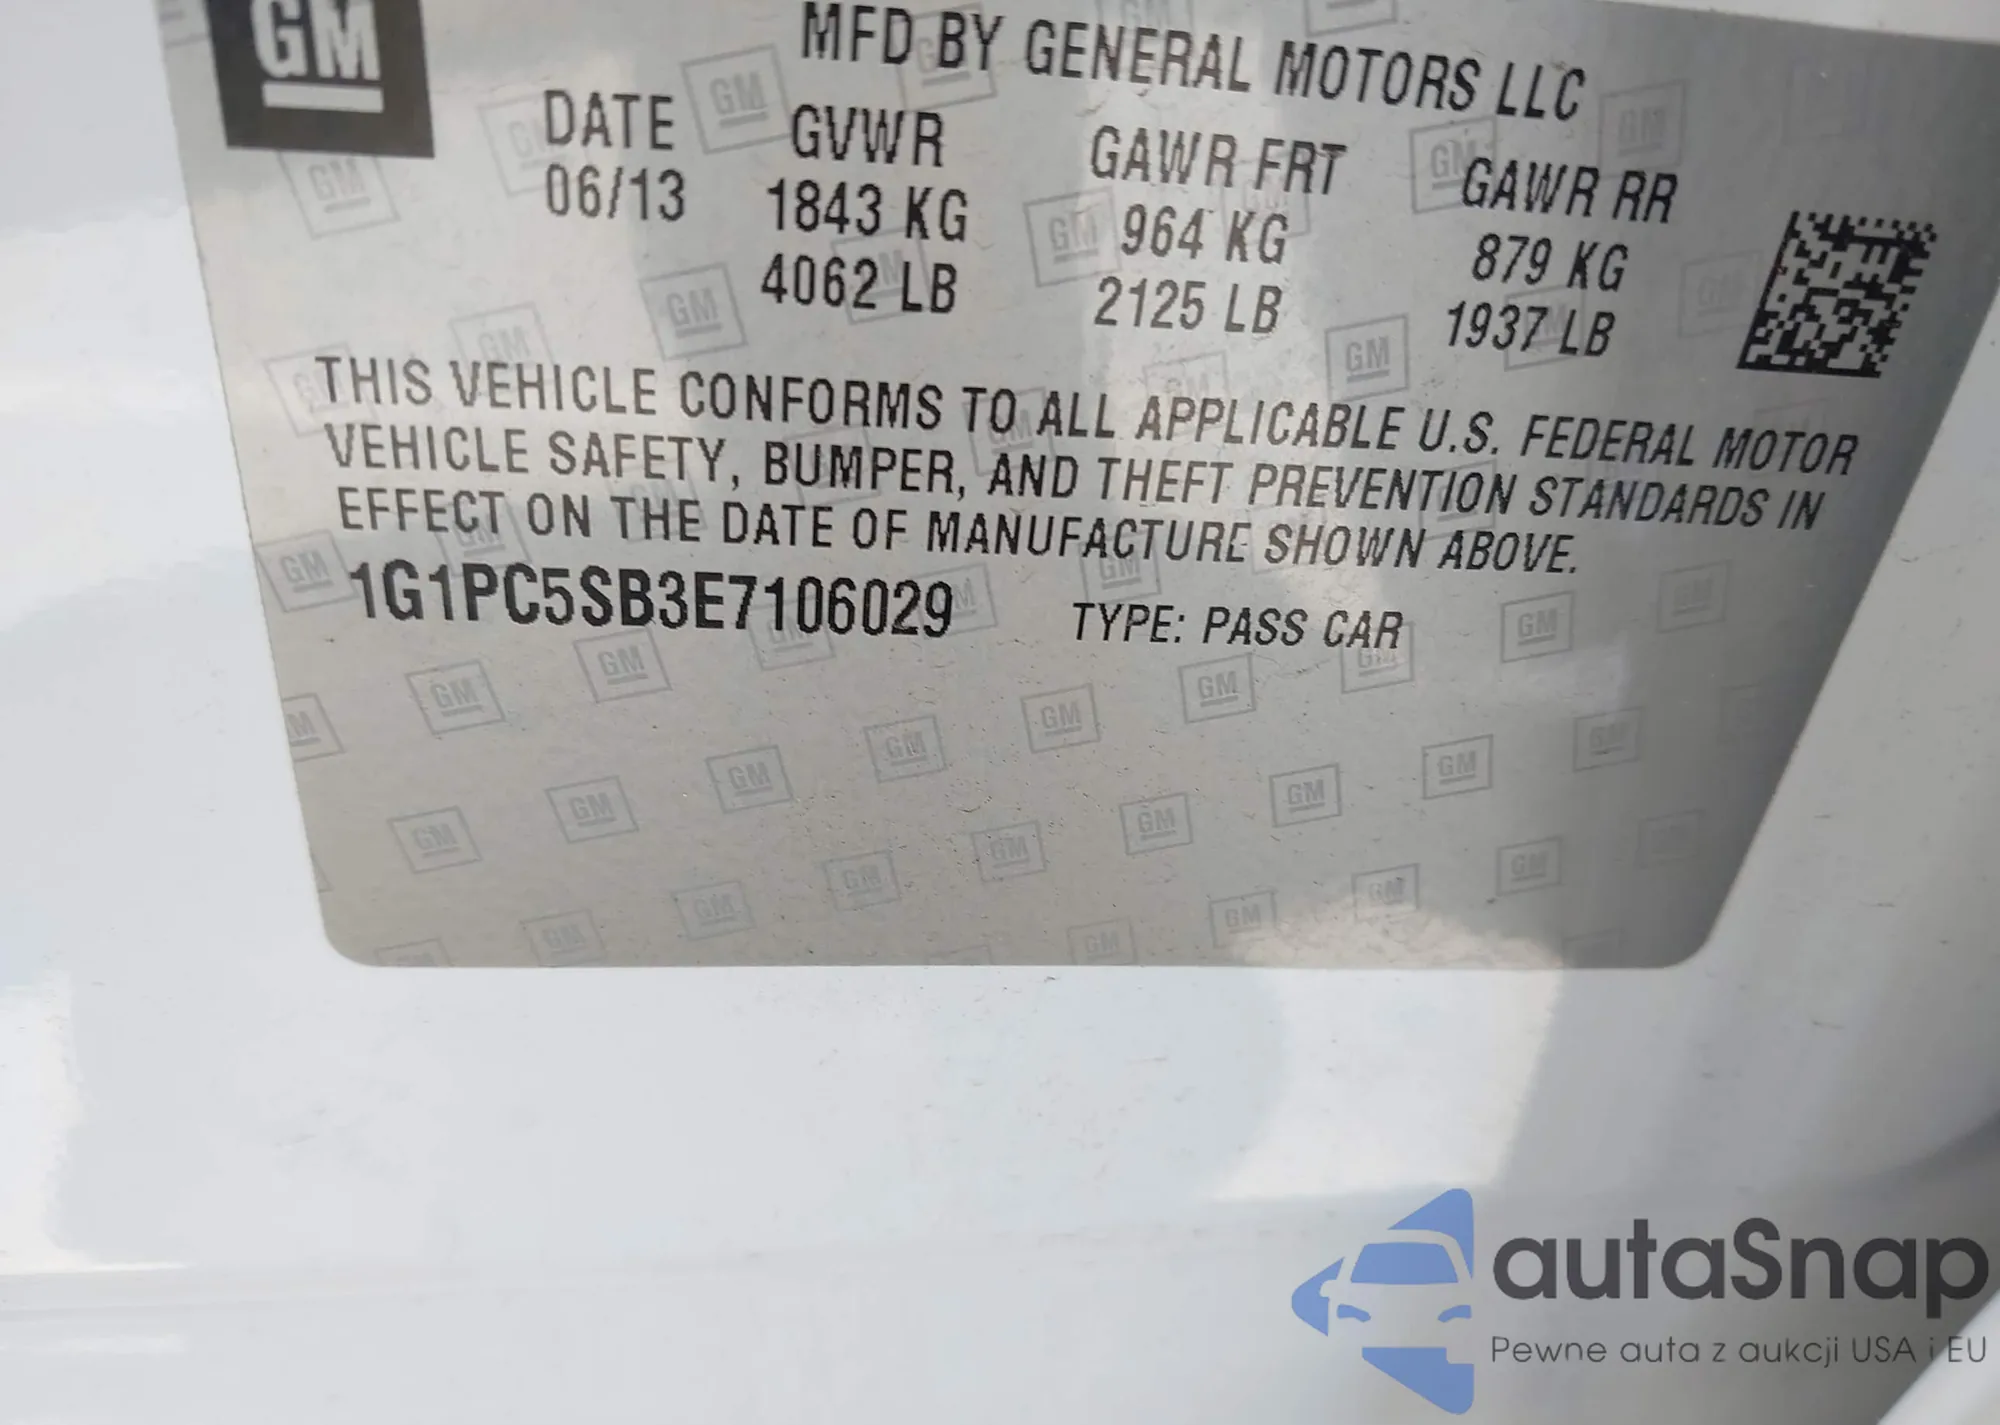 GM
MFD BY GENERAL MOTORS LLC
DATE GVWR GAWR FRT GAWR RR
06/13 1843 KG 964 KG 879 KG
4062 LB 2125 LB 1937 LB
THIS VEHICLE CONFORMS TO ALL APPLICABLE U.S. FEDERAL MOTOR
VEHICLE SAFETY, BUMPER, AND THEFT PREVENTION STANDARDS IN
EFFECT ON THE DATE OF MANUFACTURE SHOWN ABOVE.
1G1PC5SB3E7106029 TYPE: PASS CAR
autaSnap
Pewne auta z aukcji USA i EU